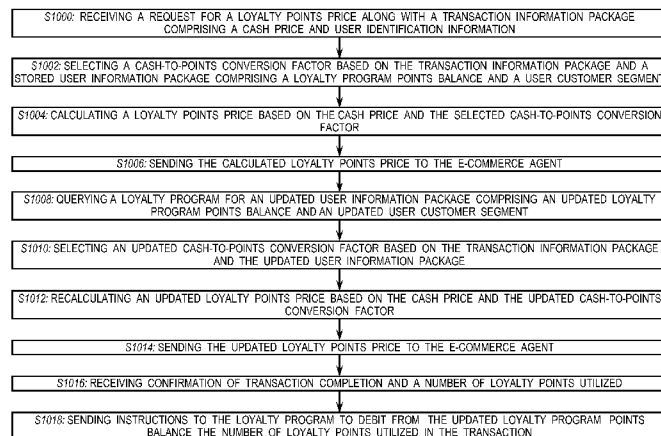 S1000: RECEIVING A REQUEST FOR A LOYALTY POINTS PRICE ALONG WITH A TRANSACTION INFORMATION PACKAGE
COMPRISING A CASH PRICE AND USER IDENTIFICATION INFORMATION
S1002: SELECTING A CASH-TO-POINTS CONVERSION FACTOR BASED ON THE TRANSACTION INFORMATION PACKAGE AND A
STORED USER INFORMATION PACKAGE COMPRISING A LOYALTY PROGRAM POINTS BALANCE AND A USER CUSTOMER SEGMENT
S1004: CALCULATING A LOYALTY POINTS PRICE BASED ON THE CASH PRICE AND THE SELECTED CASH-TO-POINTS CONVERSION
FACTOR
S1006: SENDING THE CALCULATED LOYALTY POINTS PRICE TO THE E-COMMERCE AGENT
S1008: QUERYING A LOYALTY PROGRAM FOR AN UPDATED USER INFORMATION PACKAGE COMPRISING AN UPDATED LOYALTY
PROGRAM POINTS BALANCE AND AN UPDATED USER CUSTOMER SEGMENT
S1010: SELECTING AN UPDATED CASH-TO-POINTS CONVERSION FACTOR BASED ON THE TRANSACTION INFORMATION PACKAGE
AND THE UPDATED USER INFORMATION PACKAGE
S1012: RECALCULATING AN UPDATED LOYALTY POINTS PRICE BASED ON THE CASH PRICE AND THE UPDATED CASH-TO-POINTS
CONVERSION FACTOR
S1014: SENDING THE UPDATED LOYALTY POINTS PRICE TO THE E-COMMERCE AGENT
S1016: RECEIVING CONFIRMATION OF TRANSACTION COMPLETION AND A NUMBER OF LOYALTY POINTS UTILIZED
S1018: SENDING INSTRUCTIONS TO THE LOYALTY PROGRAM TO DEBIT FROM THE UPDATED LOYALTY PROGRAM POINTS
BALANCE THE NUMBER OF LOYALTY POINTS UTILIZED IN THE TRANSACTION